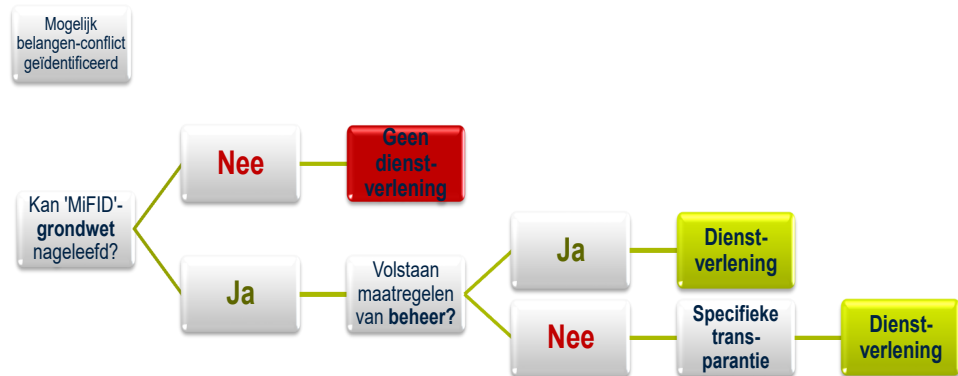 Mogelijk
belangen-conflict
geïdentificeerd
Nee
Geen
dienst-
verlening
Kan 'MiFID'-
grondwet
nageleefd?
Ja
Volstaan
maatregelen
van beheer?
Ja
Dienst-
verlening
Nee
Specifieke
trans-
parantie
Dienst-
verlening